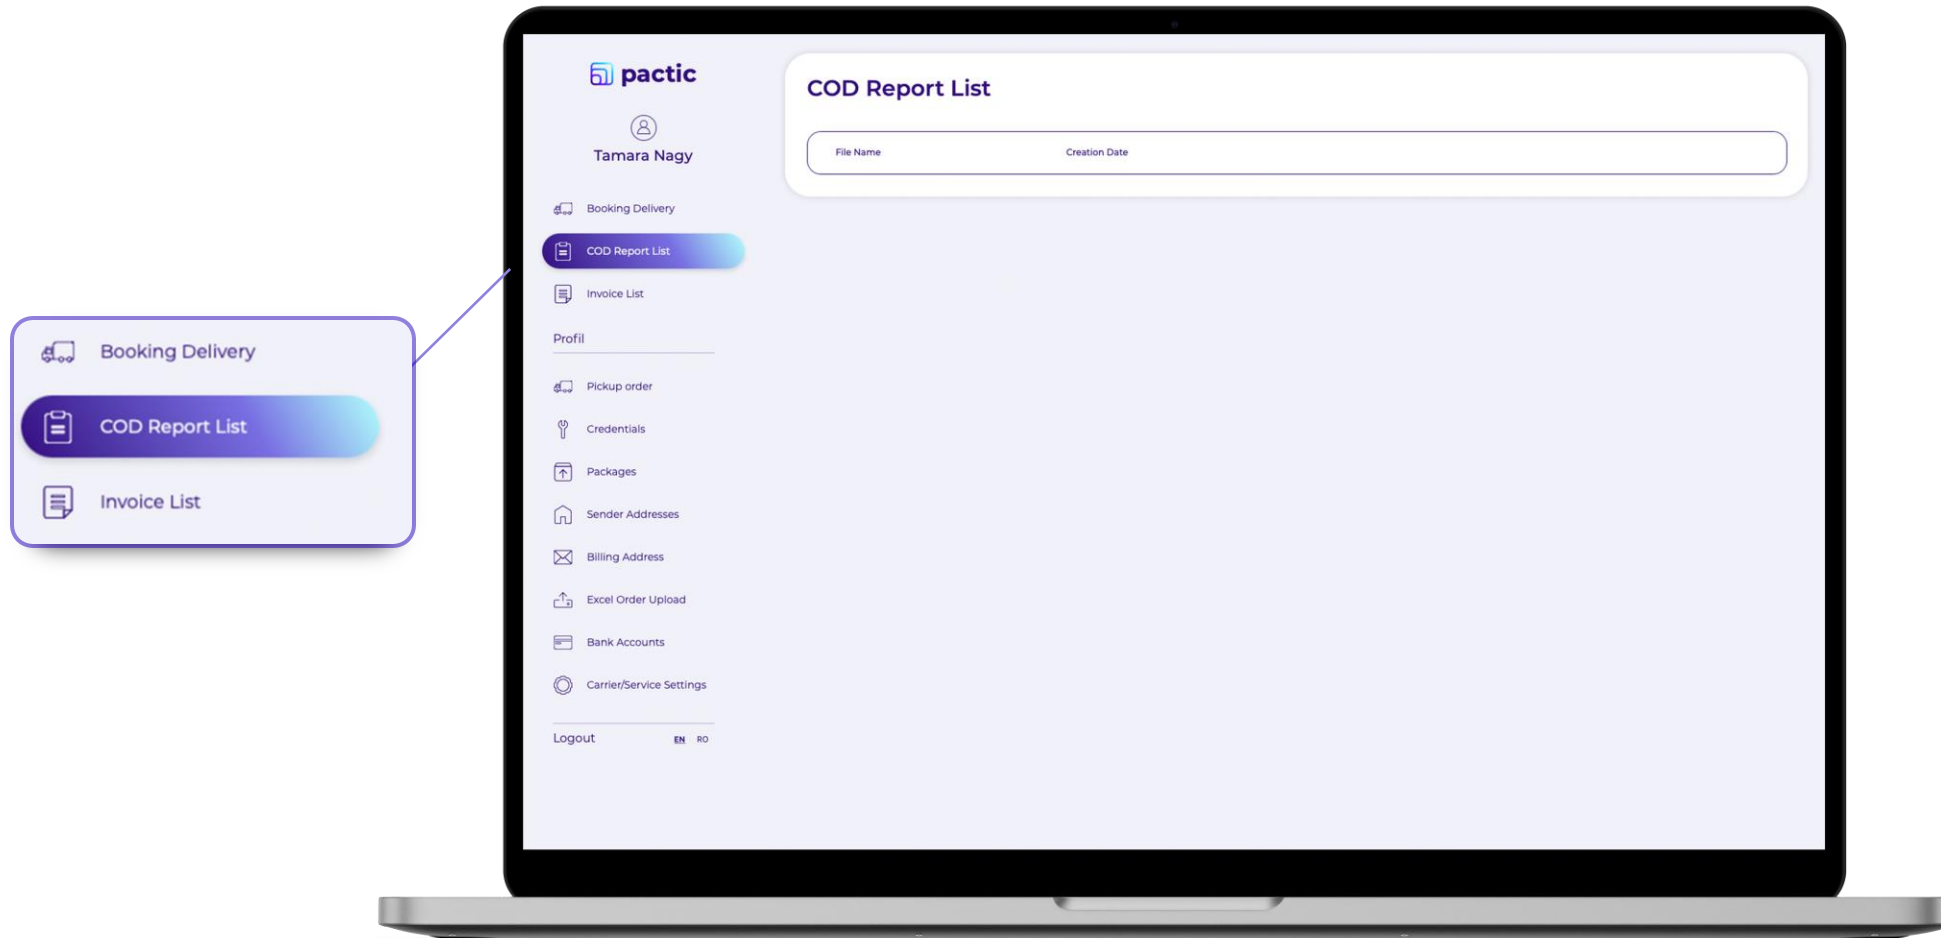 pactic
Tamara Nagy
Booking Delivery
COD Report List
Invoice List
Profil
Pickup order
Credentials
Packages
Sender Addresses
Billing Address
Excel Order Upload
Bank Accounts
Carrier/Service Settings
Logout EN RO
COD Report List
File Name Creation Date
Booking Delivery
COD Report List
Invoice List